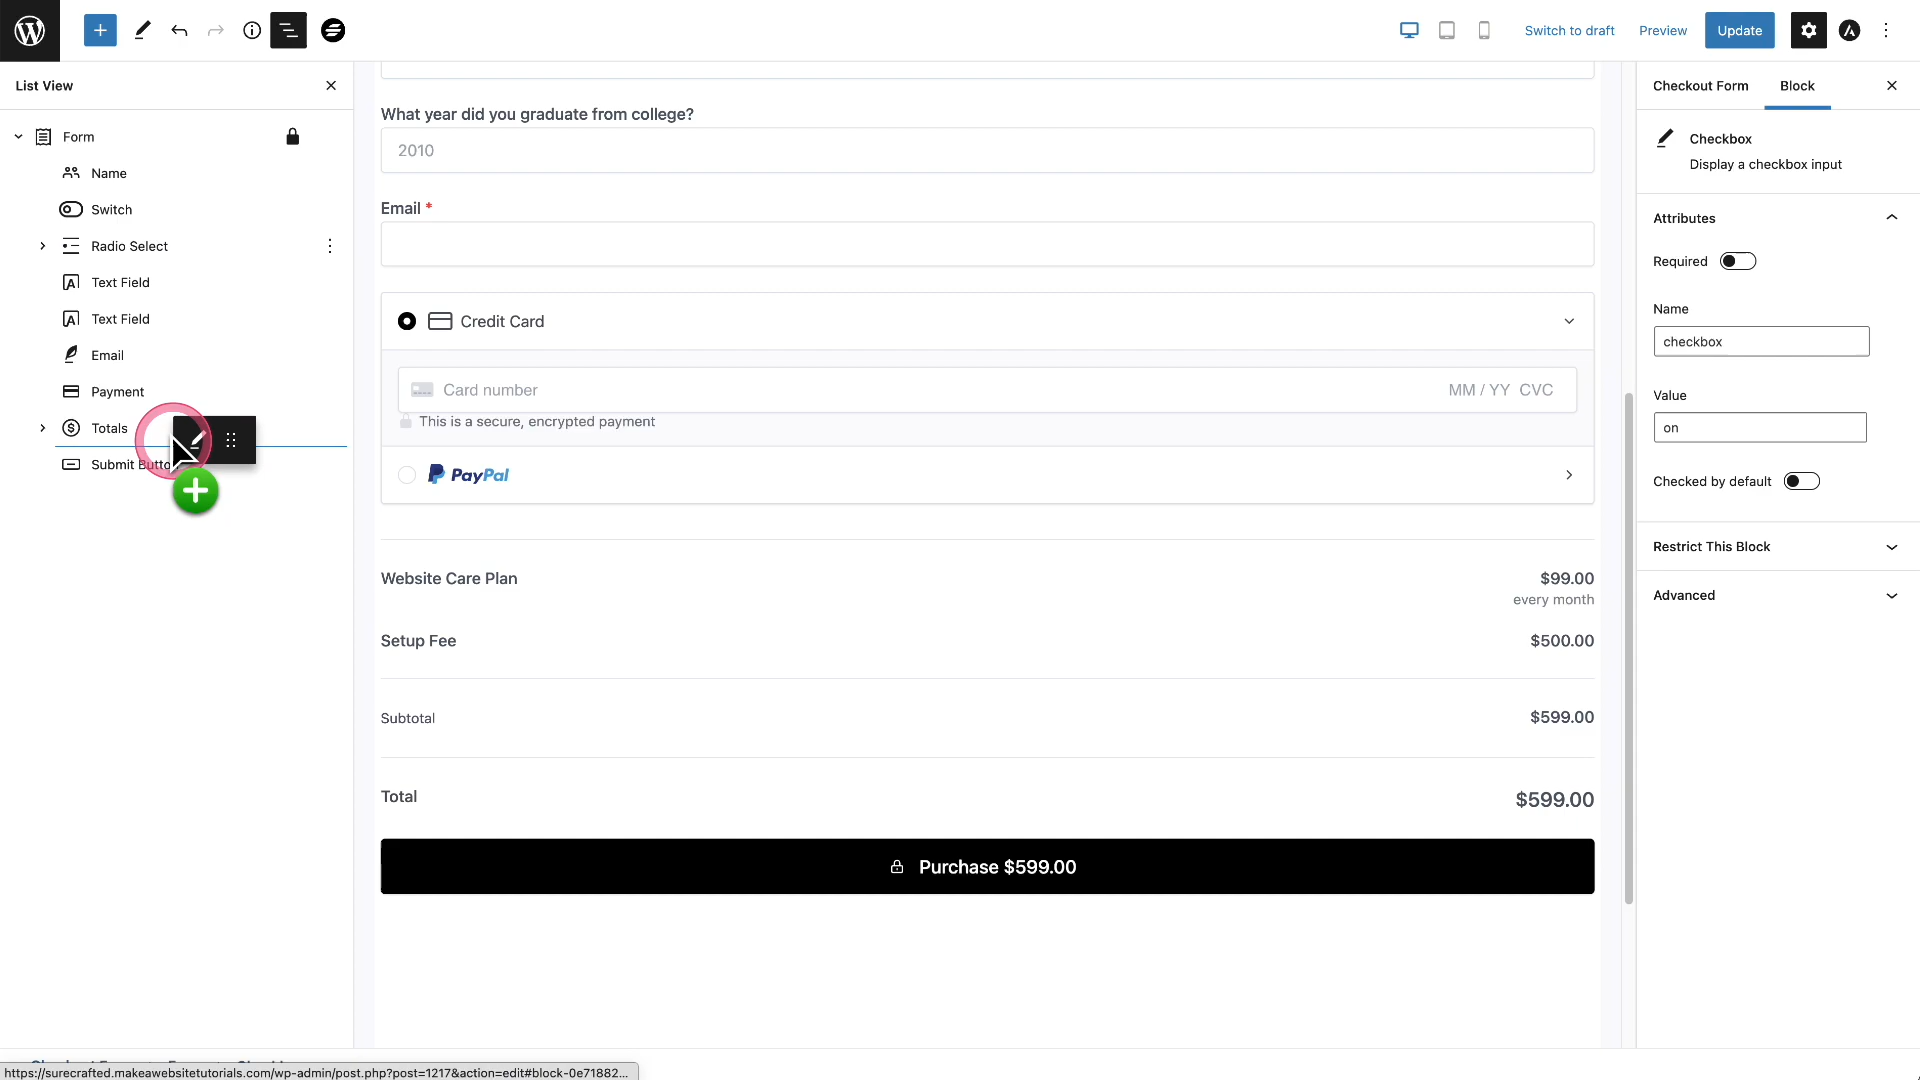 Switch to draft
Preview
Update
List View
Form
Name
Switch
Radio Select
Text Field
Text Field
Email
Payment
Totals
Submit Butto
What year did you graduate from college?
2010
Email *
Credit Card
Card number
MM / YY CVC
This is a secure, encrypted payment
PayPal
Website Care Plan
$99.00
every month
Setup Fee
$500.00
Subtotal
$599.00
Total
$599.00
Purchase $599.00
Checkout Form
Block
Checkbox
Display a checkbox input
Attributes
Required
Name
checkbox
Value
on
Checked by default
Restrict This Block
Advanced
https://surecrafted.makeawebsitetutorials.com/wp-admin/post.php?post=1217&action=edit#block-0e71882...